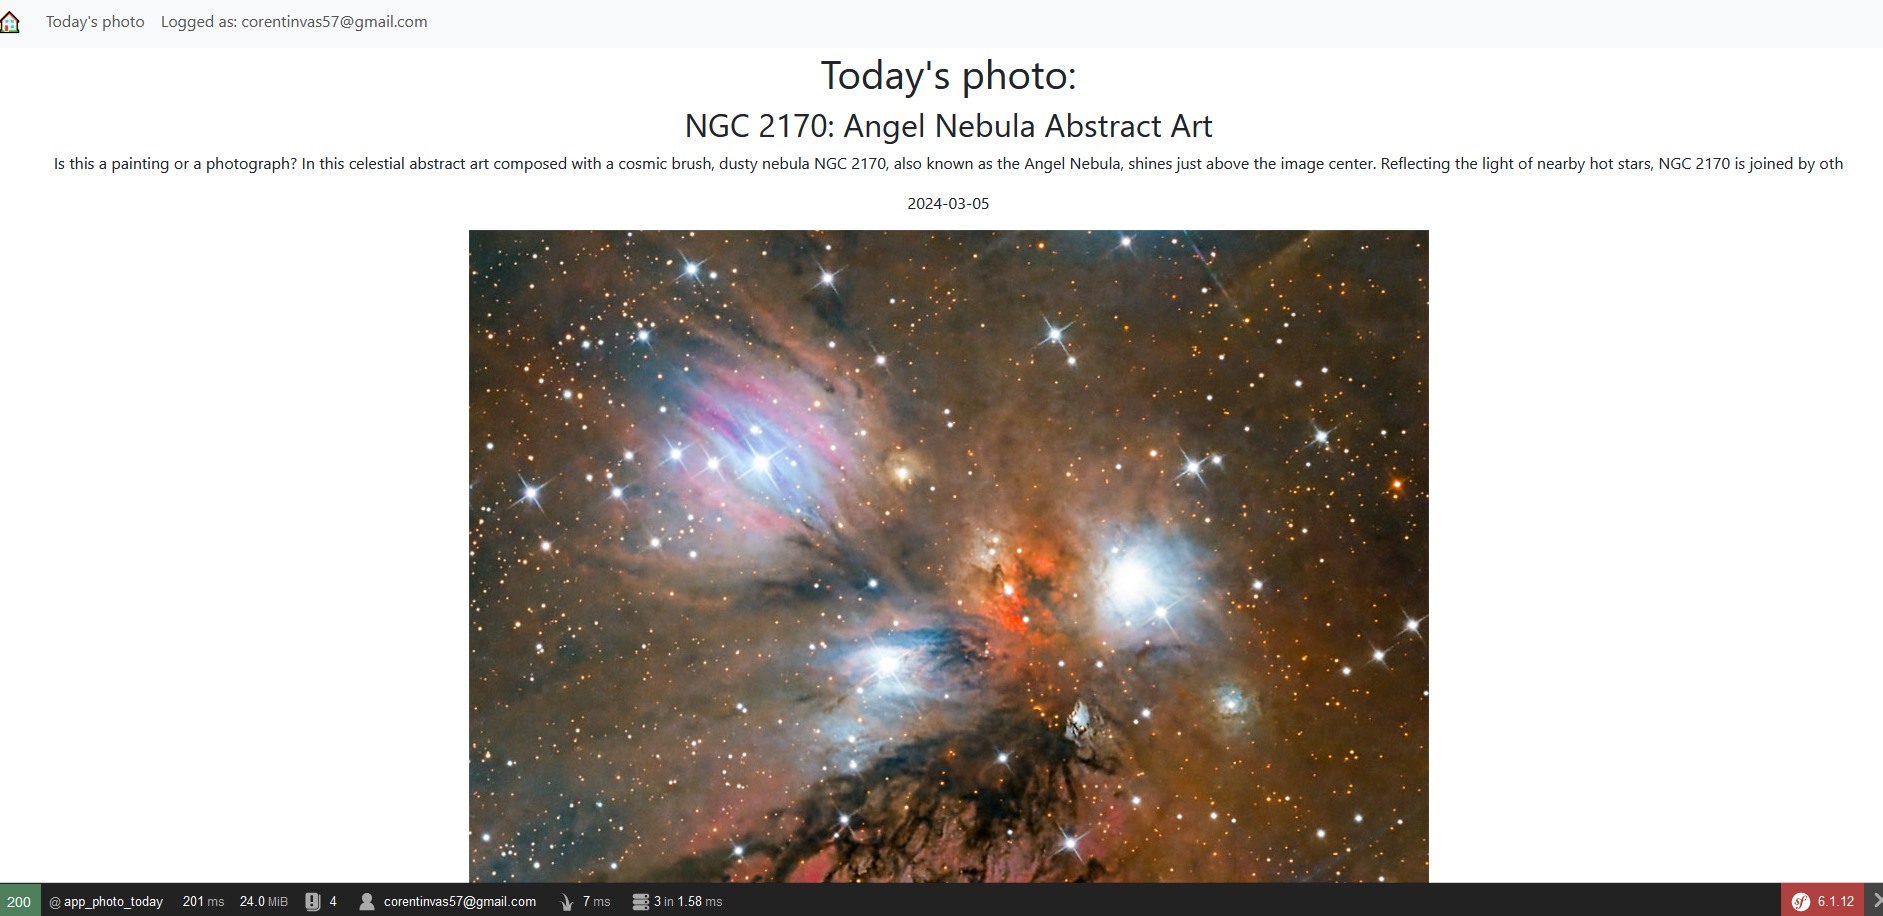 Today's photo Logged as: corentinvas57@gmail.com
Today's photo:
NGC 2170: Angel Nebula Abstract Art
Is this a painting or a photograph? In this celestial abstract art composed with a cosmic brush, dusty nebula NGC 2170, also known as the Angel Nebula, shines just above the image center. Reflecting the light of nearby hot stars, NGC 2170 is joined by oth
2024-03-05
200 @ app_photo_today 201 ms 24.0 MiB 4 corentinvas57@gmail.com 7 ms 3 in 1.58 ms sf 6.1.12